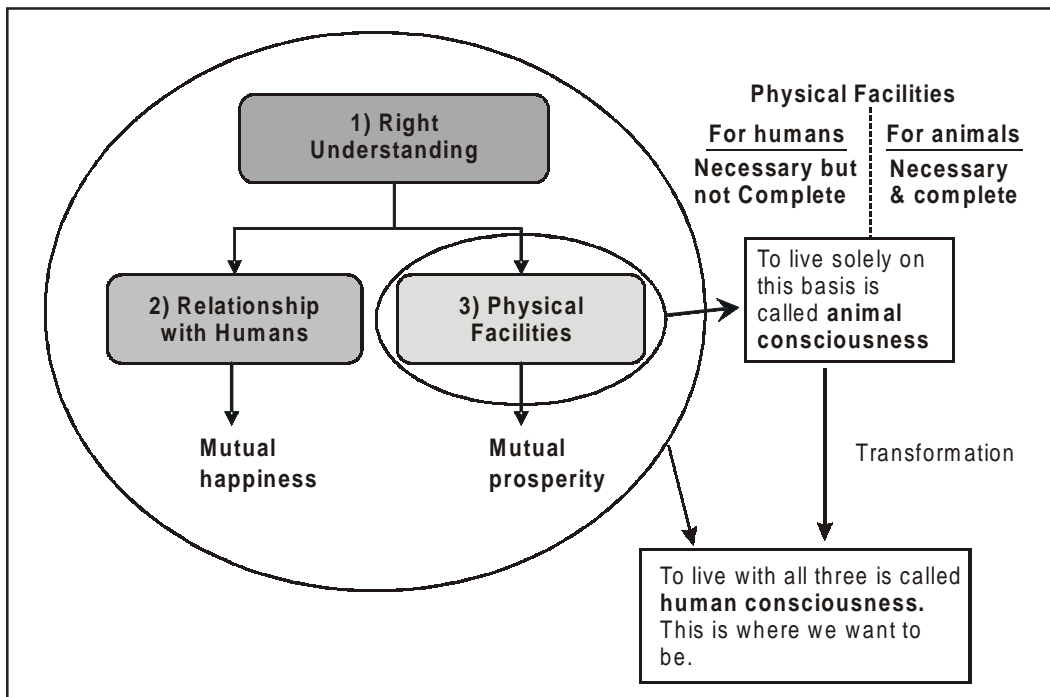 1) Right
Understanding
2) Relationship
with Humans
3) Physical
Facilities
Mutual
happiness
Mutual
prosperity
Physical Facilities
For humans
Necessary but
not Complete
For animals
Necessary
& complete
To live solely on
this basis is
called animal
consciousness
Transformation
To live with all three is called
human consciousness.
This is where we want to
be.